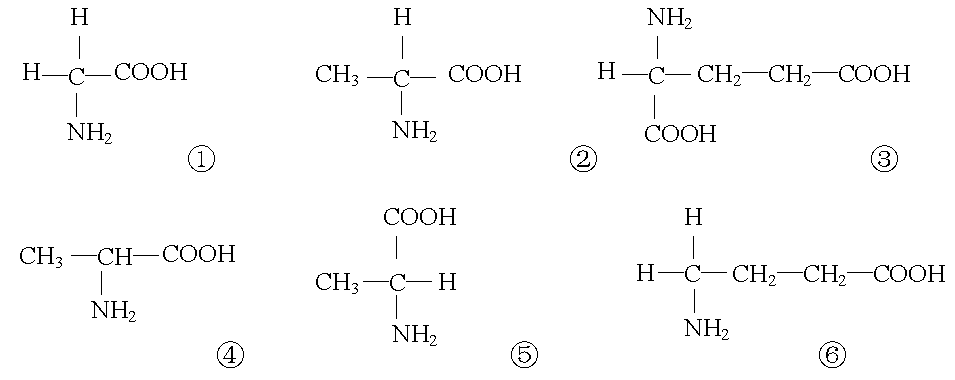 H H NH₂
H—C—COOH CH₃—C—COOH H—C—CH₂—CH₂—COOH
NH₂ NH₂ COOH
① ② ③
H
COOH
CH₃—CH—COOH CH₃—C—H H—C—CH₂—CH₂—COOH
NH₂ NH₂ NH₂
④ ⑤ ⑥